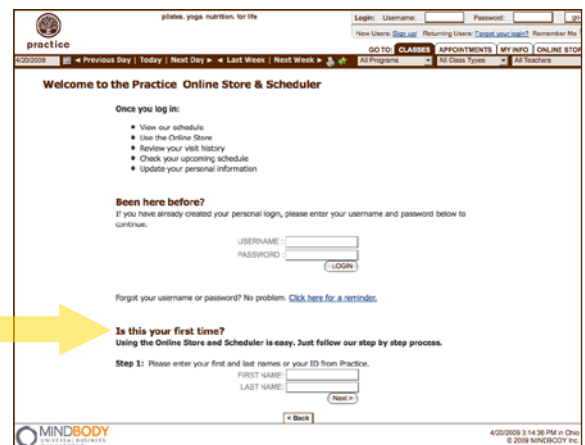 pilates. yoga. nutrition. for life
Login: Username: Password: go
New Users: Sign up! Returning Users: Forgot your login? Remember Me
practice
GO TO: CLASSES APPOINTMENTS MY INFO ONLINE STOR
4/20/2009 ◄ Previous Day | Today | Next Day ► ◄ Last Week | Next Week ► All Programs All Class Types All Teachers
Welcome to the Practice Online Store & Scheduler
Once you log in:
• View our schedule
• Use the Online Store
• Review your visit history
• Check your upcoming schedule
• Update your personal information
Been here before?
If you have already created your personal login, please enter your username and password below to
continue.
USERNAME :
PASSWORD :
LOGIN
Forgot your username or password? No problem. Click here for a reminder.
Is this your first time?
Using the Online Store and Scheduler is easy. Just follow our step by step process.
Step 1: Please enter your first and last names or your ID from Practice.
FIRST NAME:
LAST NAME:
Next >
< Back
MINDBODY
UNIVERSAL BUSINESS
4/20/2009 3:14:36 PM in Ohio
© 2009 MINDBODY Inc.